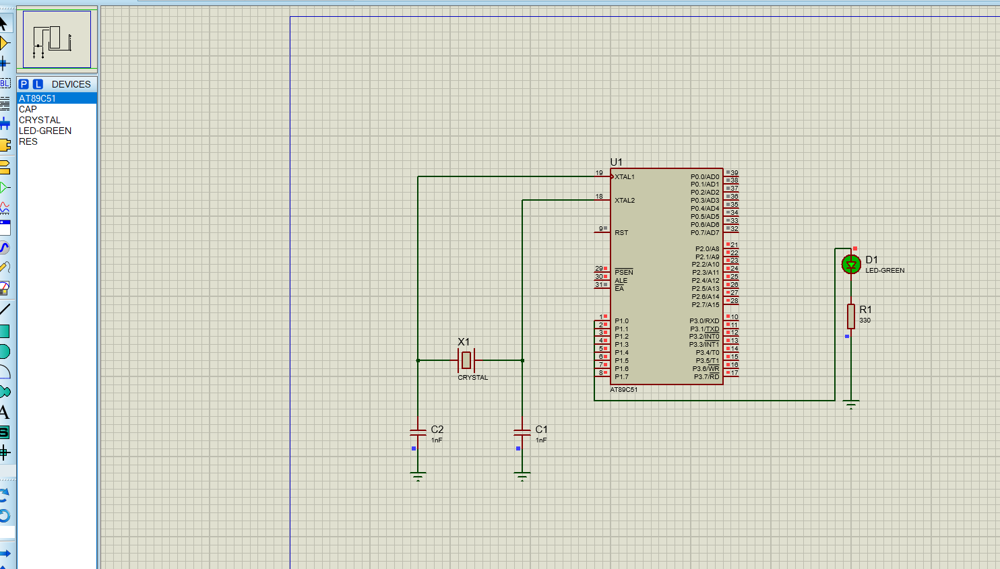 P L DEVICES
AT89C51
CAP
CRYSTAL
LED-GREEN
RES
BL
A
S
U1
19 XTAL1
18 XTAL2
9 RST
29 PSEN
30 ALE
31 EA
1 P1.0
2 P1.1
3 P1.2
4 P1.3
5 P1.4
6 P1.5
7 P1.6
8 P1.7
P0.0/AD0 39
P0.1/AD1 38
P0.2/AD2 37
P0.3/AD3 36
P0.4/AD4 35
P0.5/AD5 34
P0.6/AD6 33
P0.7/AD7 32
P2.0/A8 21
P2.1/A9 22
P2.2/A10 23
P2.3/A11 24
P2.4/A12 25
P2.5/A13 26
P2.6/A14 27
P2.7/A15 28
P3.0/RXD 10
P3.1/TXD 11
P3.2/INT0 12
P3.3/INT1 13
P3.4/T0 14
P3.5/T1 15
P3.6/WR 16
P3.7/RD 17
AT89C51
D1
LED-GREEN
R1
330
X1
CRYSTAL
C2
1nF
C1
1nF